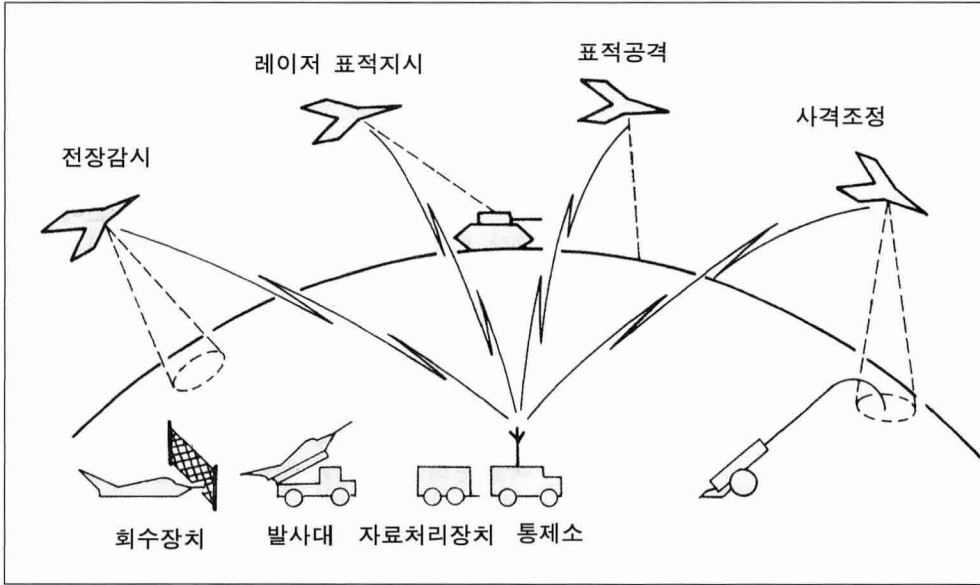 레이저 표적지시
표적공격
사격조정
전장감시
회수장치
발사대
자료처리장치
통제소